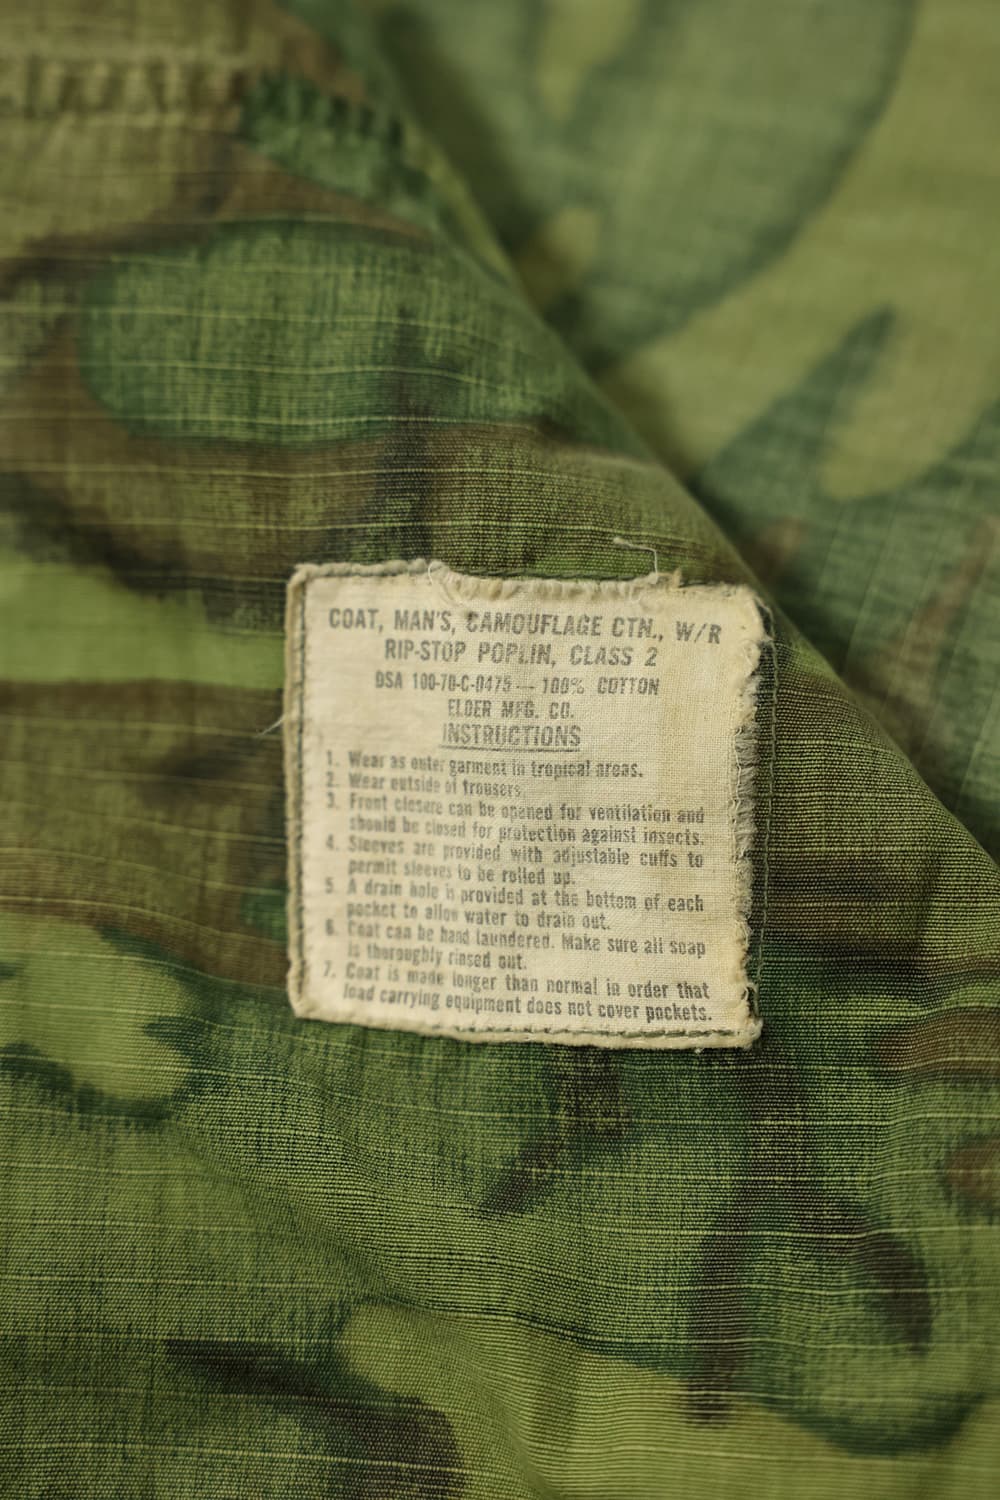 COAT, MAN'S, CAMOUFLAGE CTN., W/R
RIP-STOP POPLIN, CLASS 2
DSA 100-70-C-0475 — 100% COTTON
ELDER MFG. CO.
INSTRUCTIONS
1. Wear as outer garment in tropical areas.
2. Wear outside of trousers.
3. Front closure can be opened for ventilation and
should be closed for protection against insects.
4. Sleeves are provided with adjustable cuffs to
permit sleeves to be rolled up.
5. A drain hole is provided at the bottom of each
pocket to allow water to drain out.
6. Coat can be hand laundered. Make sure all soap
is thoroughly rinsed out.
7. Coat is made longer than normal in order that
load carrying equipment does not cover pockets.